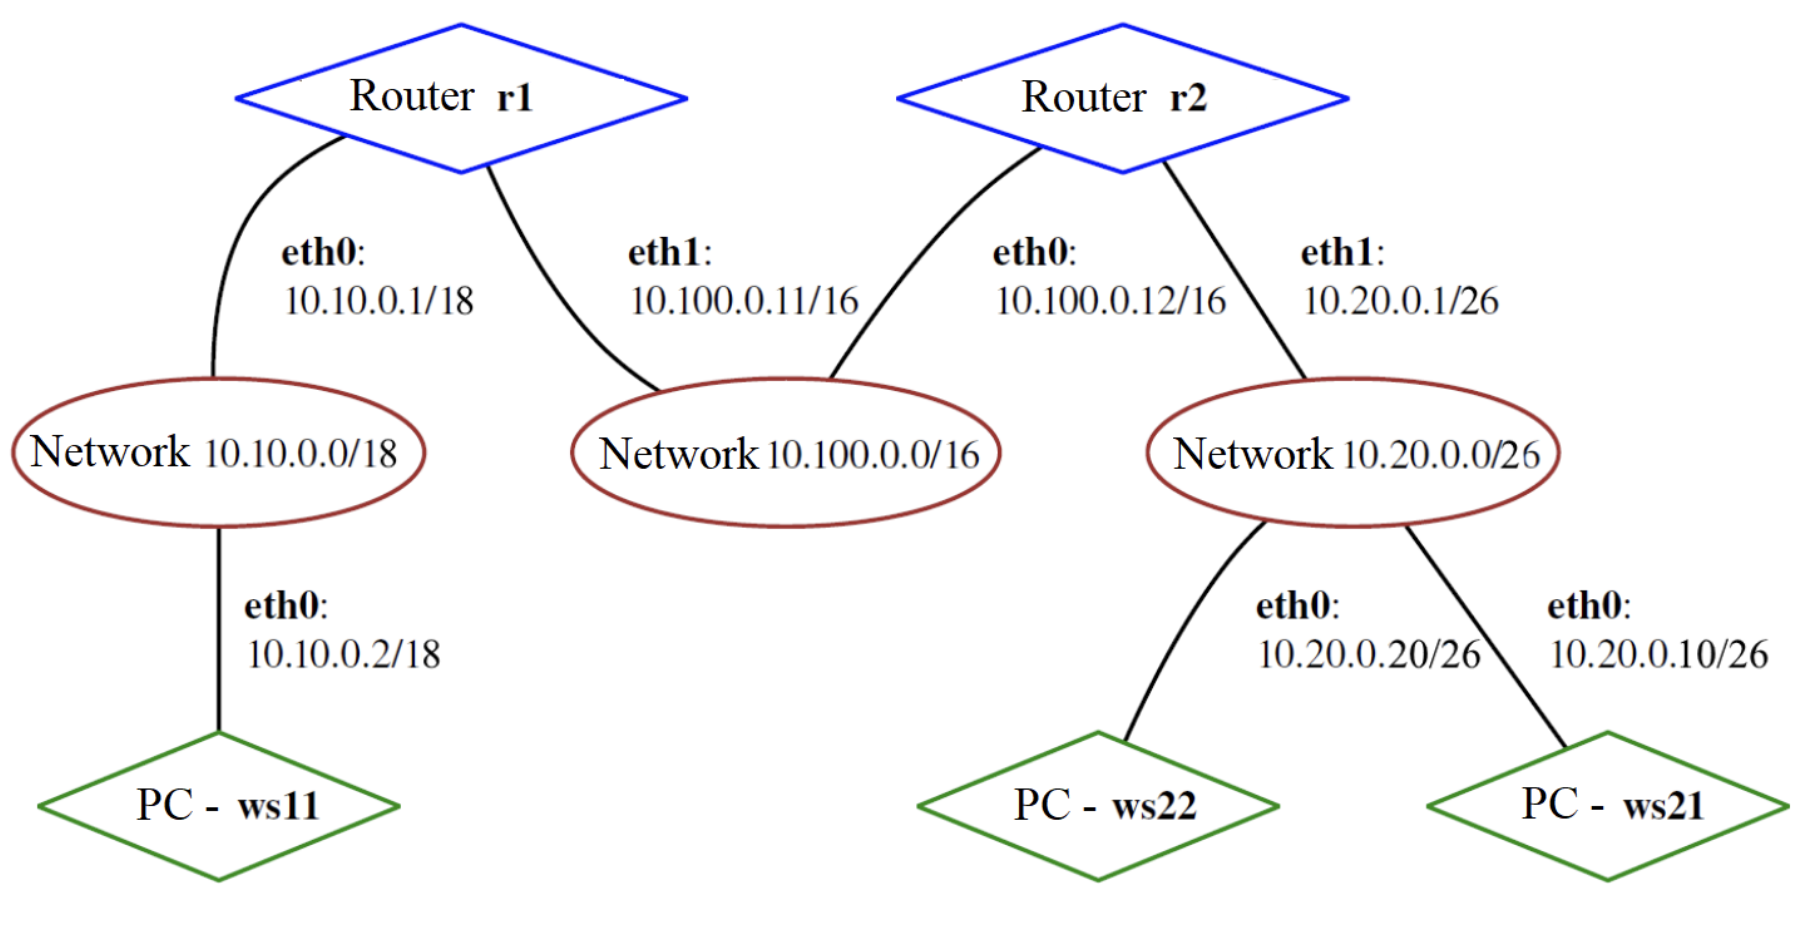 Router r1
Router r2
eth0:
10.10.0.1/18
eth1:
10.100.0.11/16
eth0:
10.100.0.12/16
eth1:
10.20.0.1/26
Network 10.10.0.0/18
Network 10.100.0.0/16
Network 10.20.0.0/26
eth0:
10.10.0.2/18
eth0:
10.20.0.20/26
eth0:
10.20.0.10/26
PC - ws11
PC - ws22
PC - ws21